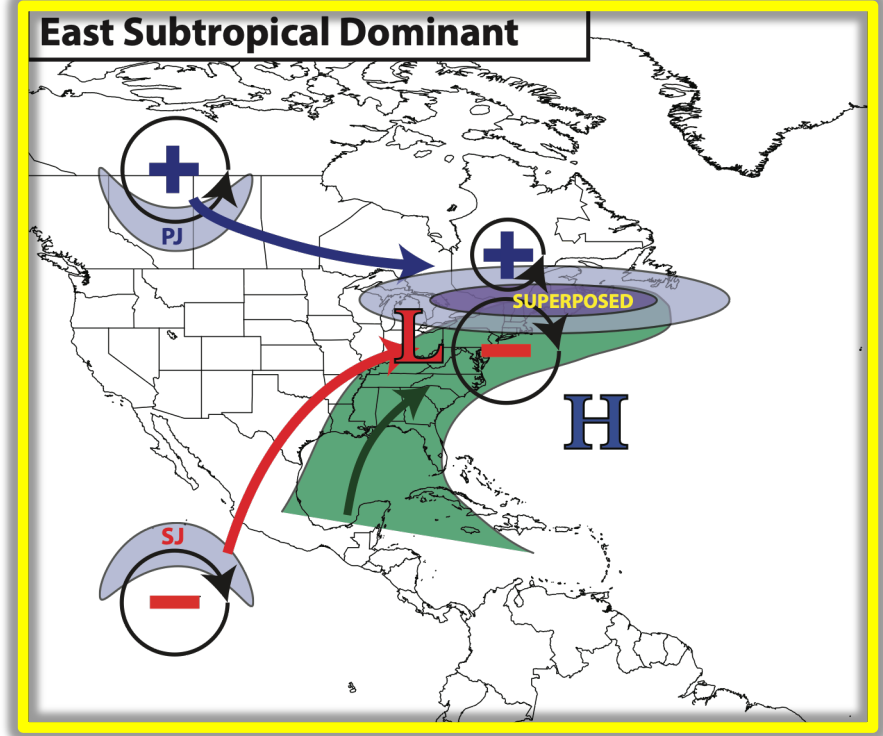 East Subtropical Dominant
+
PJ
+
SUPERPOSED
L
−
H
SJ
−